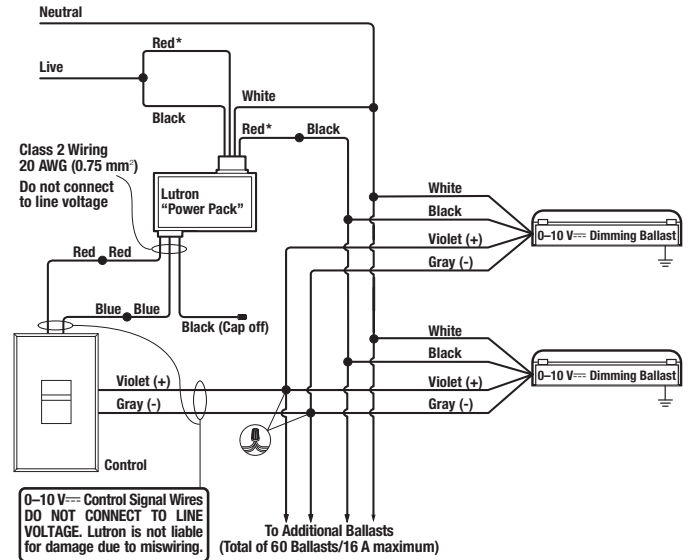 Neutral
Red*
Live
White
Black
Red* Black
Class 2 Wiring
20 AWG (0.75 mm²)
Do not connect
to line voltage
Lutron
“Power Pack”
White
Black
Violet (+)
Gray (-)
0–10 V⎓ Dimming Ballast
Red Red
Blue Blue
Black (Cap off)
White
Black
Violet (+)
Gray (-)
0–10 V⎓ Dimming Ballast
Violet (+)
Gray (-)
Control
0–10 V⎓ Control Signal Wires
DO NOT CONNECT TO LINE
VOLTAGE. Lutron is not liable
for damage due to miswiring.
To Additional Ballasts
(Total of 60 Ballasts/16 A maximum)